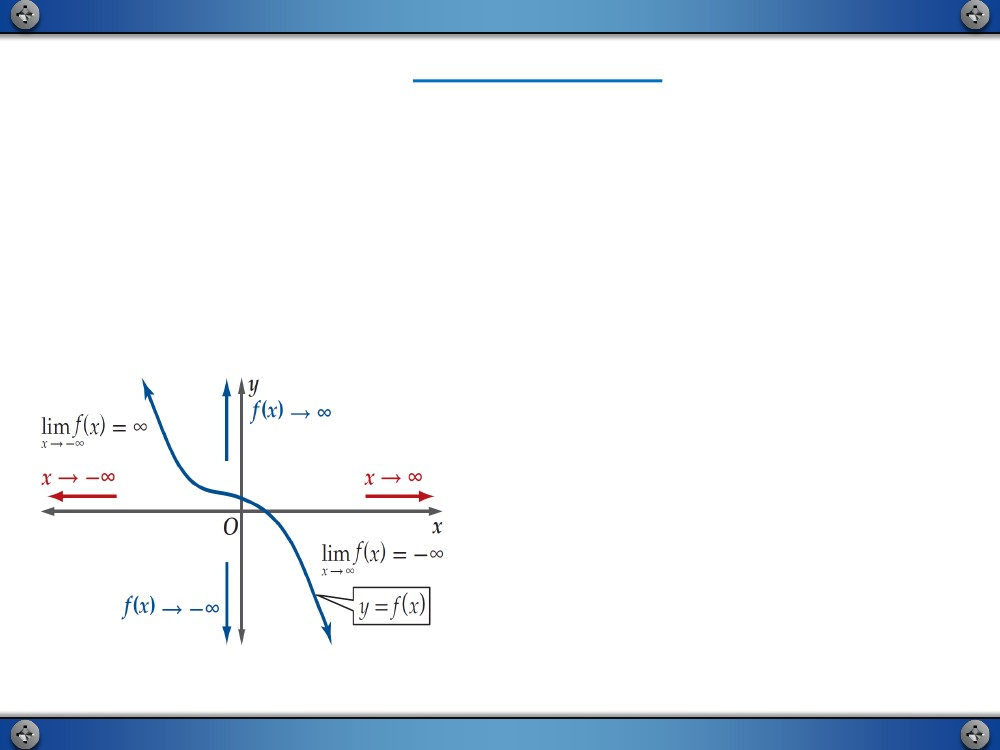 y
f(x) → ∞
lim f(x) = ∞
x → −∞
x → −∞
x → ∞
O
x
lim f(x) = −∞
x → ∞
f(x) → −∞
y = f(x)